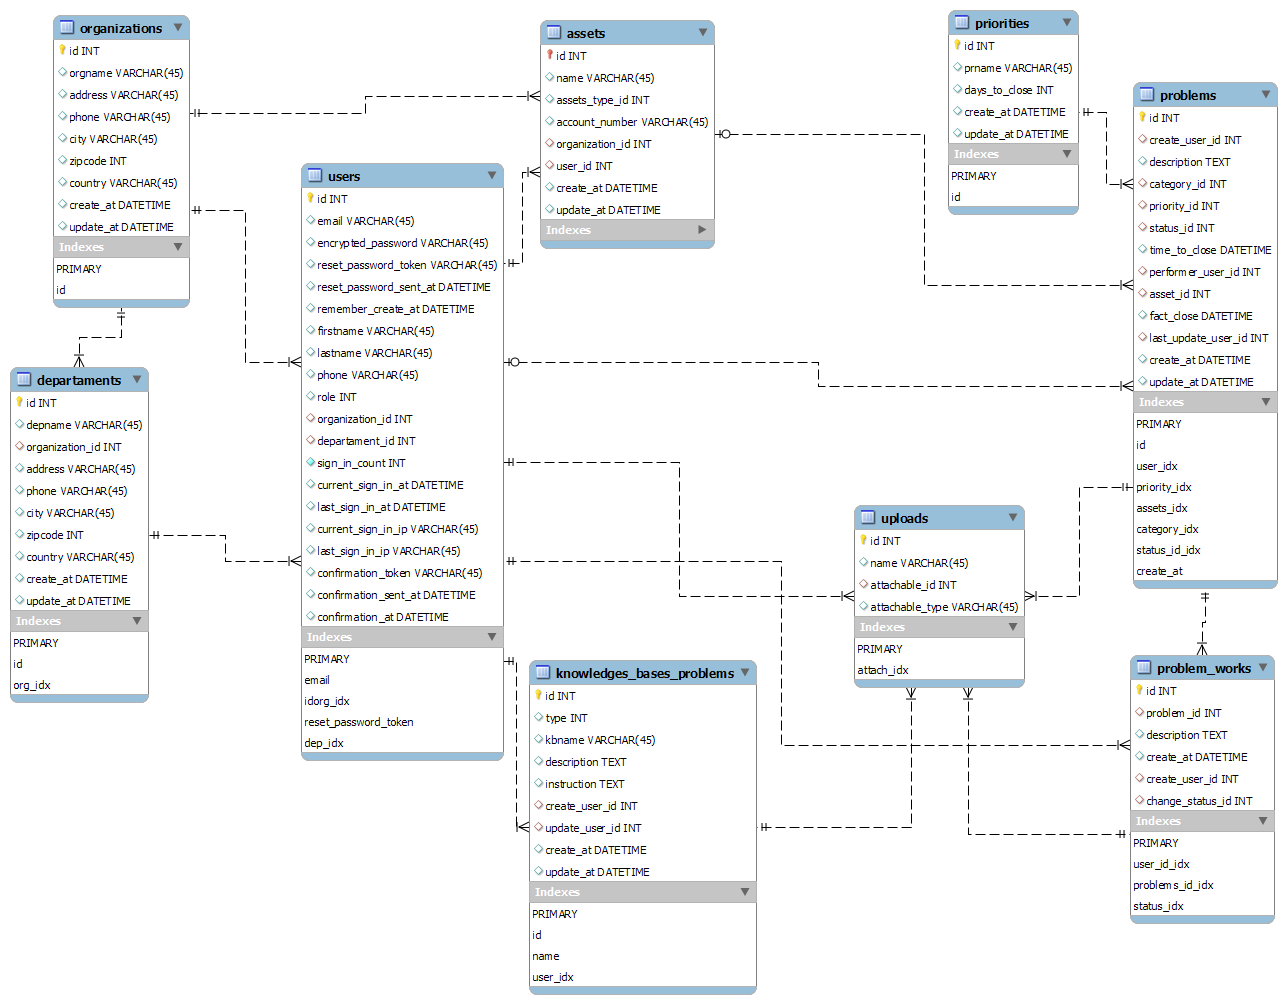 organizations
id INT
orgname VARCHAR(45)
address VARCHAR(45)
phone VARCHAR(45)
city VARCHAR(45)
zipcode INT
country VARCHAR(45)
create_at DATETIME
update_at DATETIME
Indexes
PRIMARY
id
assets
id INT
name VARCHAR(45)
assets_type_id INT
account_number VARCHAR(45)
organization_id INT
user_id INT
create_at DATETIME
update_at DATETIME
Indexes
priorities
id INT
prname VARCHAR(45)
days_to_close INT
create_at DATETIME
update_at DATETIME
Indexes
PRIMARY
id
problems
id INT
create_user_id INT
description TEXT
category_id INT
priority_id INT
status_id INT
time_to_close DATETIME
performer_user_id INT
asset_id INT
fact_close DATETIME
last_update_user_id INT
create_at DATETIME
update_at DATETIME
Indexes
PRIMARY
id
user_idx
priority_idx
assets_idx
category_idx
status_id_idx
create_at
users
id INT
email VARCHAR(45)
encrypted_password VARCHAR(45)
reset_password_token VARCHAR(45)
reset_password_sent_at DATETIME
remember_create_at DATETIME
firstname VARCHAR(45)
lastname VARCHAR(45)
phone VARCHAR(45)
role INT
organization_id INT
departament_id INT
sign_in_count INT
current_sign_in_at DATETIME
last_sign_in_at DATETIME
current_sign_in_ip VARCHAR(45)
last_sign_in_ip VARCHAR(45)
confirmation_token VARCHAR(45)
confirmation_sent_at DATETIME
confirmation_at DATETIME
Indexes
PRIMARY
email
idorg_idx
reset_password_token
dep_idx
departaments
id INT
depname VARCHAR(45)
organization_id INT
address VARCHAR(45)
phone VARCHAR(45)
city VARCHAR(45)
zipcode INT
country VARCHAR(45)
create_at DATETIME
update_at DATETIME
Indexes
PRIMARY
id
org_idx
uploads
id INT
name VARCHAR(45)
attachable_id INT
attachable_type VARCHAR(45)
Indexes
PRIMARY
attach_idx
knowledges_bases_problems
id INT
type INT
kbname VARCHAR(45)
description TEXT
instruction TEXT
create_user_id INT
update_user_id INT
create_at DATETIME
update_at DATETIME
Indexes
PRIMARY
id
name
user_idx
problem_works
id INT
problem_id INT
description TEXT
create_at DATETIME
create_user_id INT
change_status_id INT
Indexes
PRIMARY
user_id_idx
problems_id_idx
status_idx